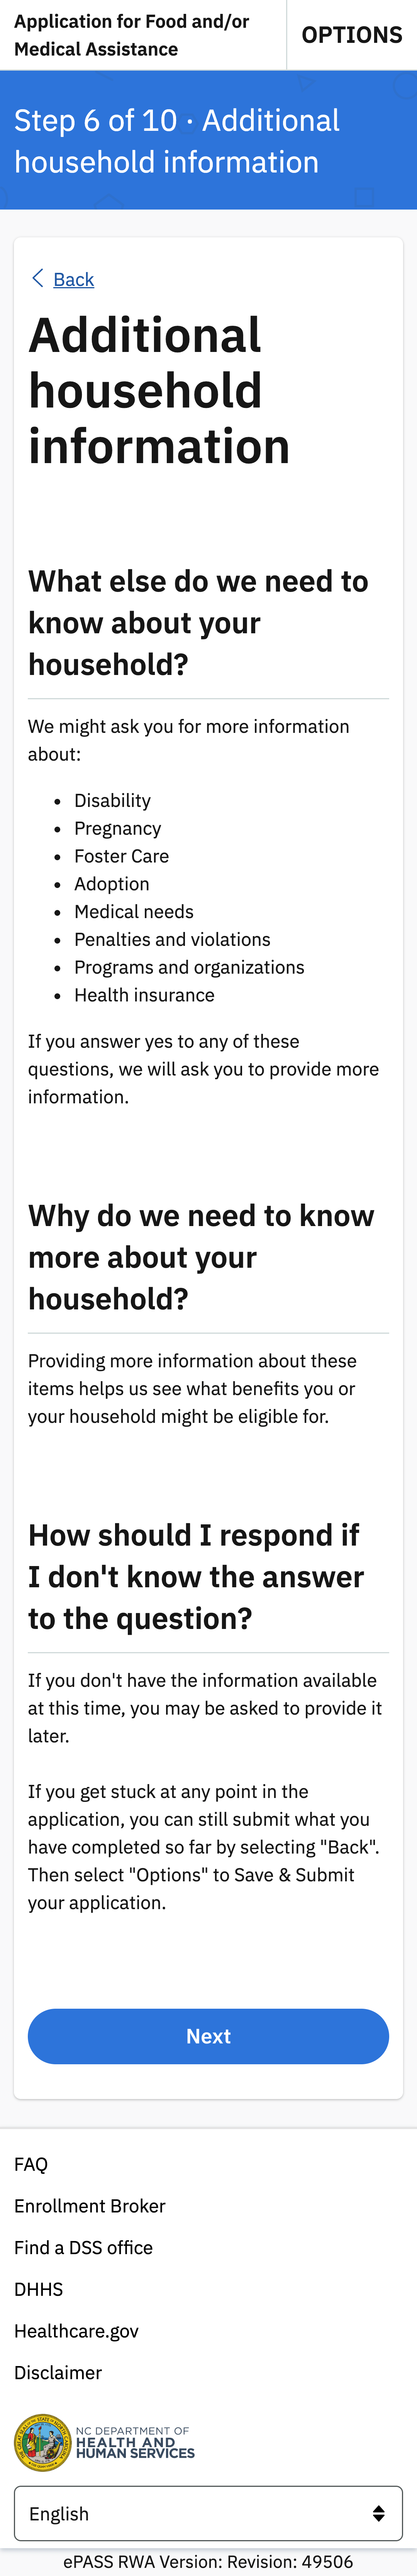 Application for Food and/or
Medical Assistance
OPTIONS
Step 6 of 10 · Additional
household information
Back
Additional
household
information
What else do we need to
know about your
household?
We might ask you for more information
about:
• Disability
• Pregnancy
• Foster Care
• Adoption
• Medical needs
• Penalties and violations
• Programs and organizations
• Health insurance
If you answer yes to any of these
questions, we will ask you to provide more
information.
Why do we need to know
more about your
household?
Providing more information about these
items helps us see what benefits you or
your household might be eligible for.
How should I respond if
I don't know the answer
to the question?
If you don't have the information available
at this time, you may be asked to provide it
later.
If you get stuck at any point in the
application, you can still submit what you
have completed so far by selecting "Back".
Then select "Options" to Save & Submit
your application.
Next
FAQ
Enrollment Broker
Find a DSS office
DHHS
Healthcare.gov
Disclaimer
NC DEPARTMENT OF
HEALTH AND
HUMAN SERVICES
English
ePASS RWA Version: Revision: 49506